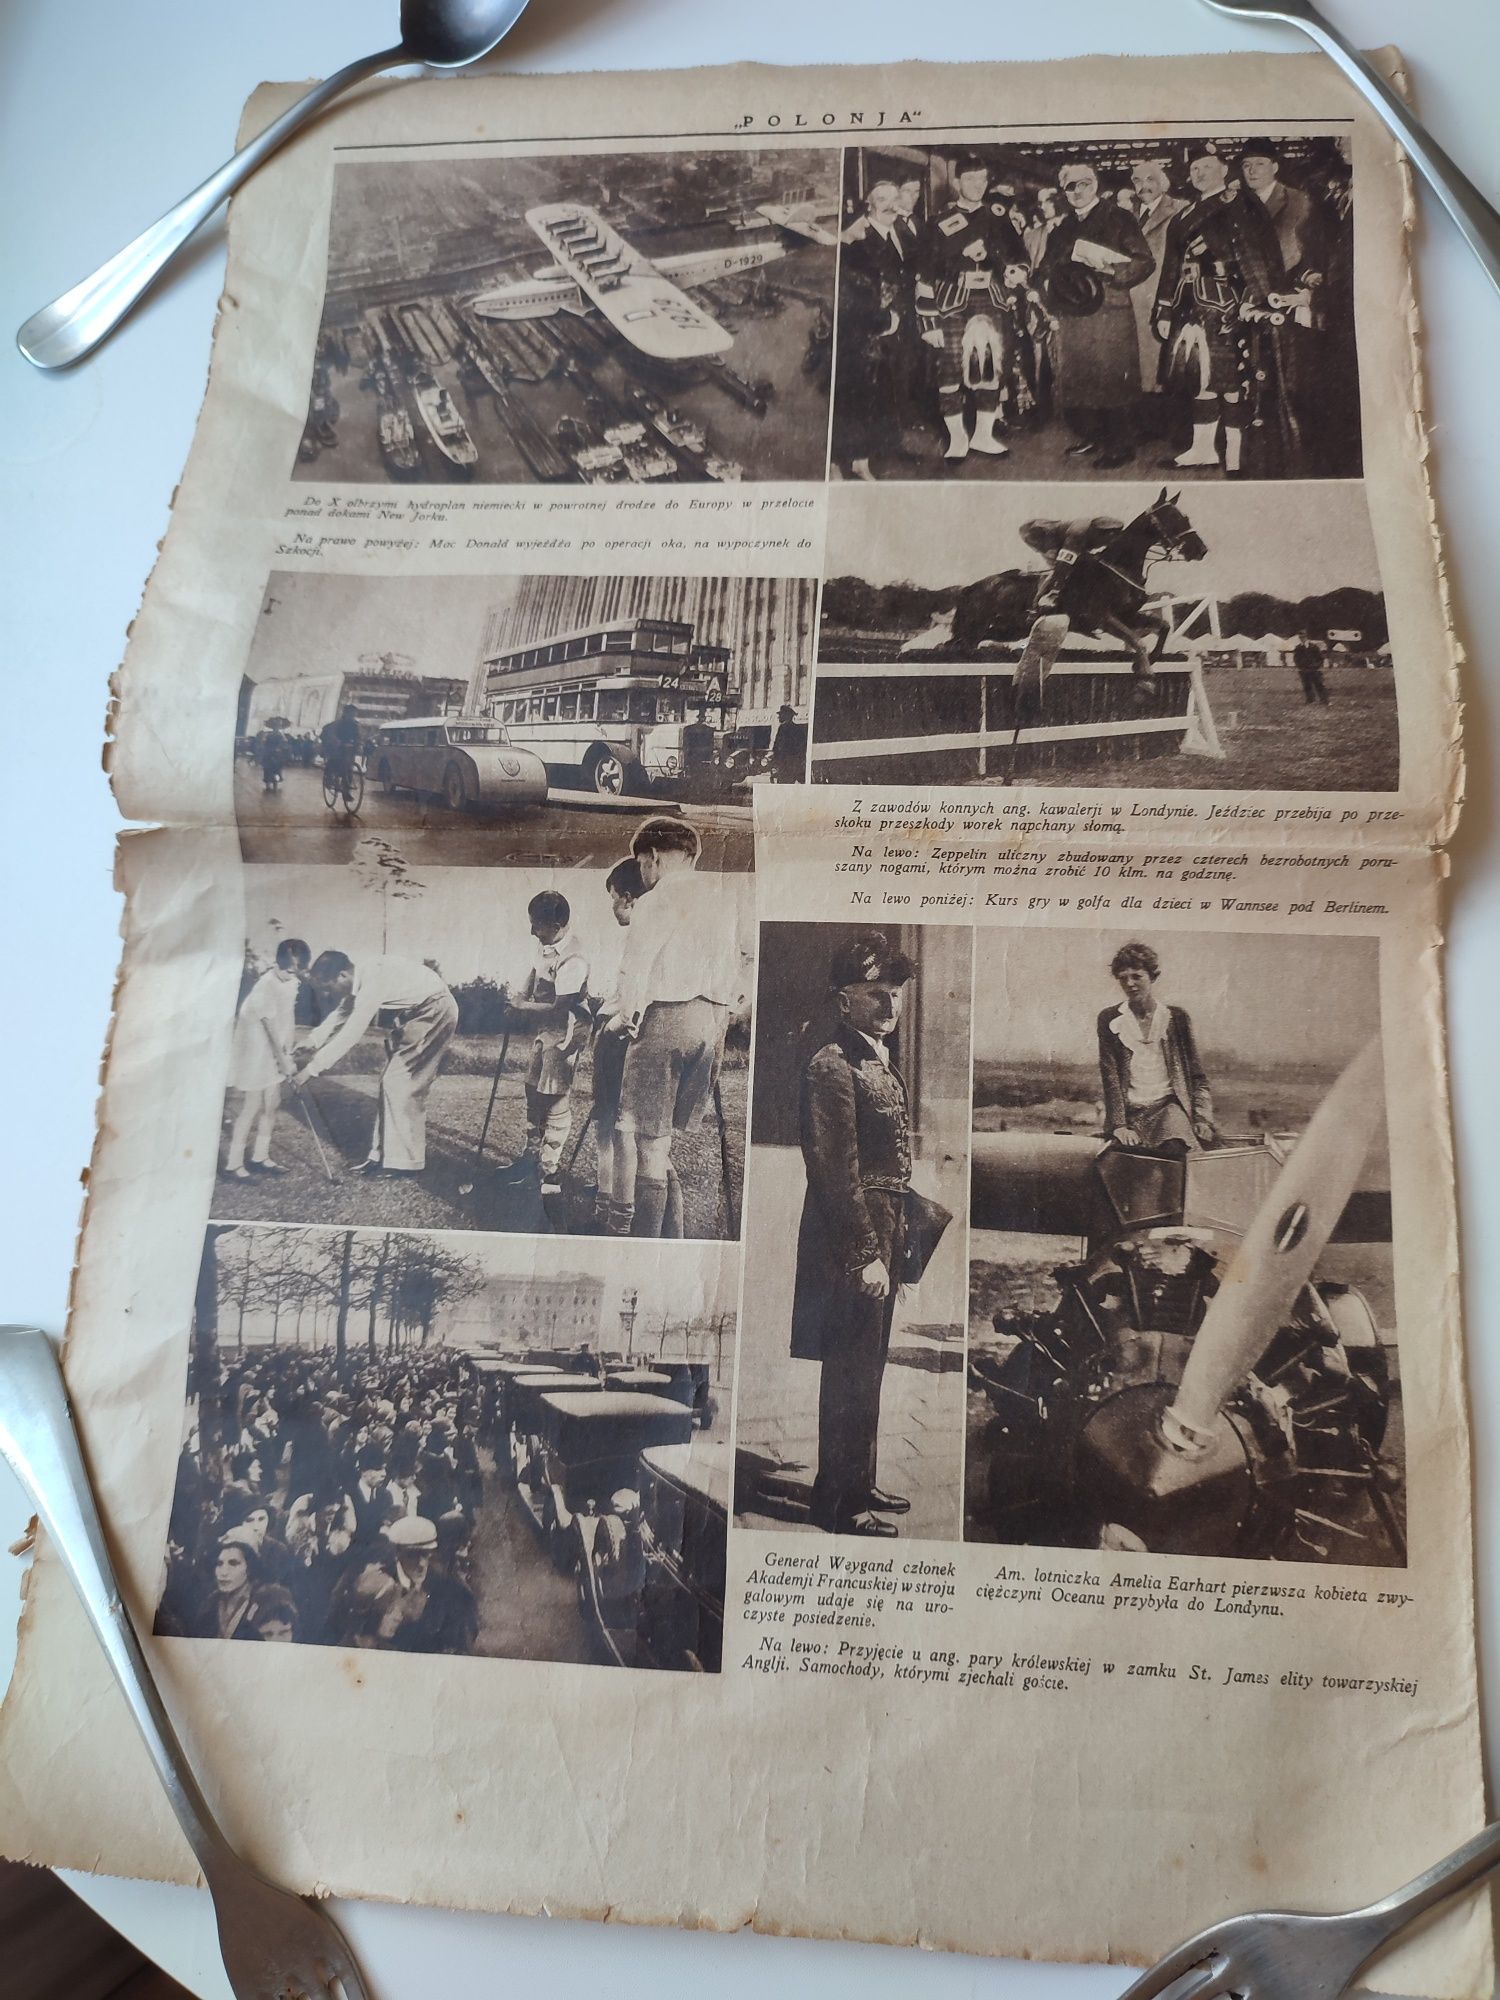 „POLONJA“
D-1929
D 1929
Do X olbrzymi hydroplan niemiecki w powrotnej drodze do Europy w przelocie
ponad dokami New Jorku.
Na prawo powyżej: Mac Donald wyjeżdża po operacji oka, na wypoczynek do
Szkocji.
24
A
28
18
Z zawodów konnych ang. kawalerji w Londynie. Jeździec przebija po prze-
skoku przeszkody worek napchany słomą.
Na lewo: Zeppelin uliczny zbudowany przez czterech bezrobotnych poru-
szany nogami, którym można zrobić 10 klm. na godzinę.
Na lewo poniżej: Kurs gry w golfa dla dzieci w Wannsee pod Berlinem.
Generał Weygand członek
Akademji Francuskiej w stroju
galowym udaje się na uro-
czyste posiedzenie.
Am. lotniczka Amelia Earhart pierzwsza kobieta zwy-
ciężczyni Oceanu przybyła do Londynu.
Na lewo: Przyjęcie u ang. pary królewskiej w zamku St. James elity towarzyskiej
Anglji. Samochody, którymi zjechali goście.